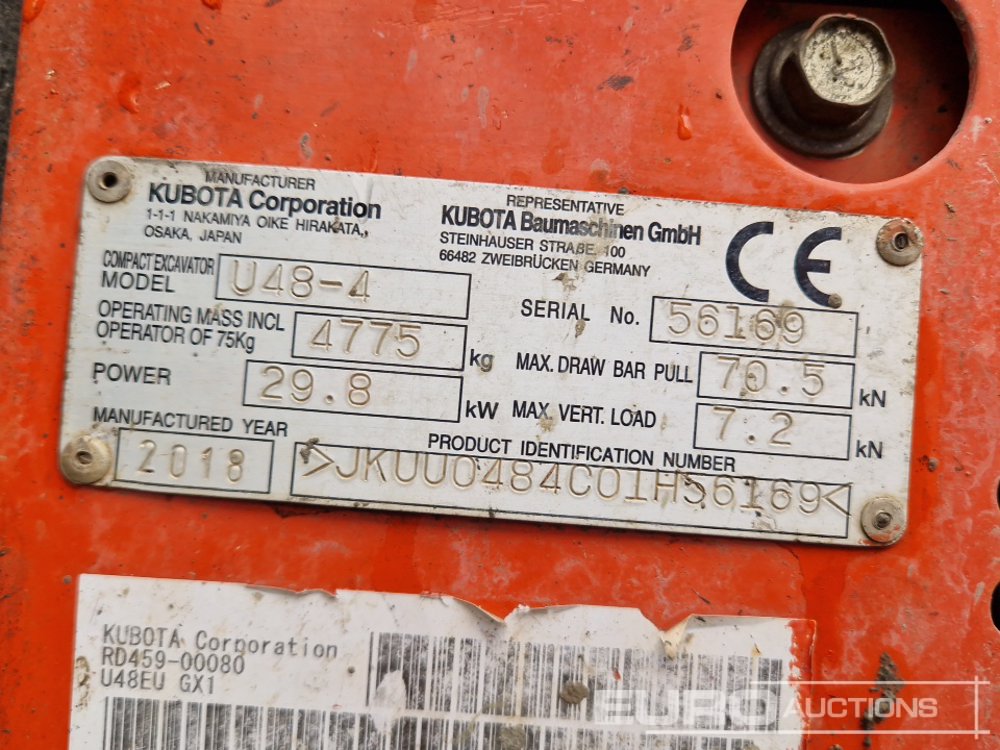 MANUFACTURER
KUBOTA Corporation
1-1-1 NAKAMIYA OIKE HIRAKATA,
OSAKA, JAPAN
REPRESENTATIVE
KUBOTA Baumaschinen GmbH
STEINHAUSER STRAßE 100
66482 ZWEIBRÜCKEN GERMANY
CE
COMPACT EXCAVATOR
MODEL U48-4
SERIAL No. 56169
OPERATING MASS INCL
OPERATOR OF 75Kg 4775 kg
MAX. DRAW BAR PULL 70.5 kN
POWER 29.8 kW
MAX. VERT. LOAD 7.2 kN
MANUFACTURED YEAR
2018
PRODUCT IDENTIFICATION NUMBER
>JKUU0484C01H56169<
KUBOTA Corporation
RD459-00080
U48EU GX1
EURO AUCTIONS